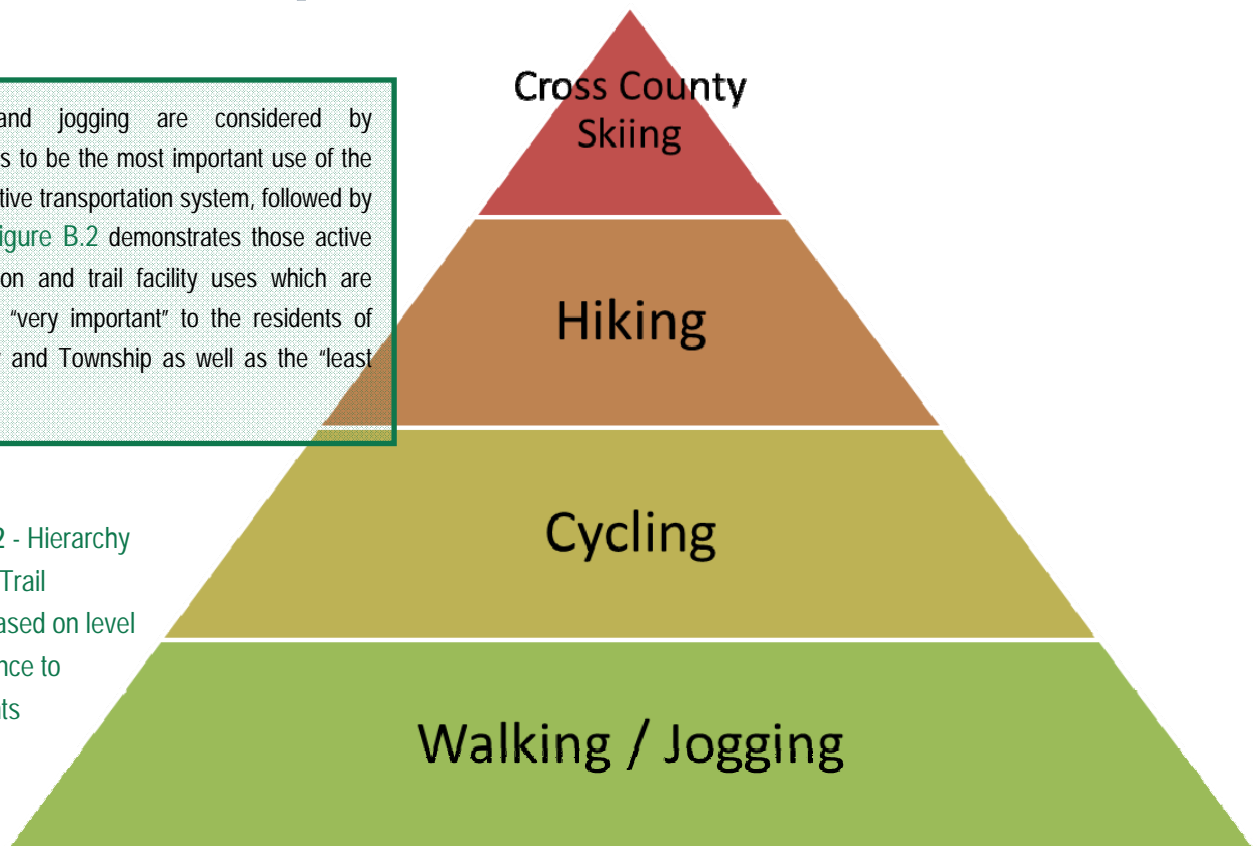 and jogging are considered by
s to be the most important use of the
tive transportation system, followed by
igure B.2 demonstrates those active
on and trail facility uses which are
"very important" to the residents of
and Township as well as the "least
2 - Hierarchy
Trail
ased on level
nce to
nts
Cross County
Skiing
Hiking
Cycling
Walking / Jogging